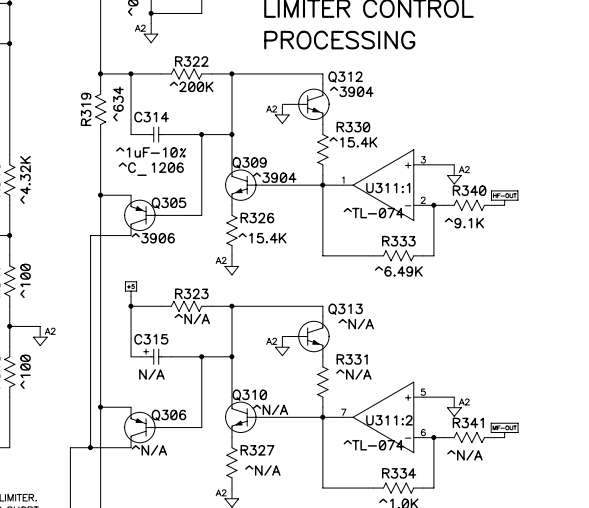 LIMITER CONTROL
PROCESSING
A2
R322
^200K
Q312
^3904
A2
R319
^634
C314
^1uF-10%
^C_1206
R330
^15.4K
Q309
^3904
1
U311:1
^TL-074
+
3
A2
-
2
R340
HF-OUT
^9.1K
^4.32K
Q305
^3906
R326
^15.4K
A2
R333
^6.49K
^100
+5
R323
^N/A
Q313
^N/A
A2
A2
C315
+
N/A
R331
^N/A
^100
Q310
^N/A
7
U311:2
^TL-074
+
5
A2
-
6
R341
MF-OUT
^N/A
Q306
^N/A
R327
^N/A
A2
R334
^1.0K
LIMITER.